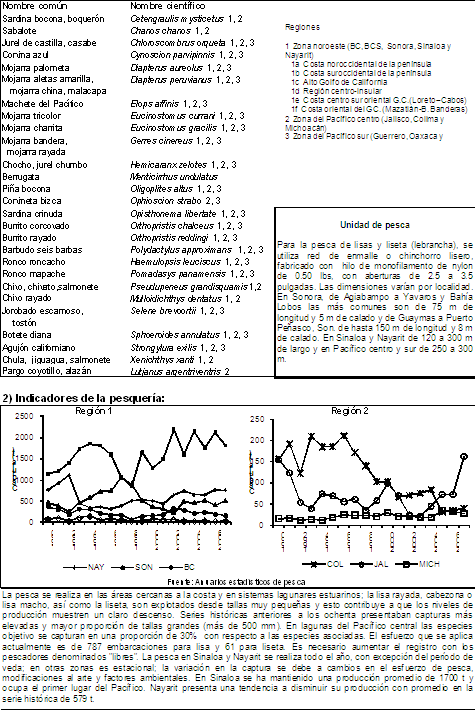 Nombre común Nombre científico
Sardina bocona, boquerón Cetengraulis mysticetus 1, 2
Sabalote Chanos chanos 1, 2
Jurel de castilla, casabe Chloroscombrus orqueta 1, 2, 3
Corvina azul Cynoscion parvipinnis 1, 2, 3
Mojarra palometa Diapterus aureolus 1, 2, 3
Mojarra aletas amarilla, Diapterus peruvianus 1, 2, 3
mojarra china, malacapa
Machete del Pacífico Elops affinis 1, 2, 3
Mojarra tricolor Eucinostomus currani 1, 2, 3
Mojarra charrita Eucinostomus gracilis 1, 2, 3
Mojarra bandera, Gerres cinereus 1, 2, 3
mojarra rayada
Chocho, jurel chumbo Hemicaranx zelotes 1, 2, 3
Berrugata Menticirrhus undulatus
Piña bocona Oligoplites altus 1, 2, 3
Corvineta bizca Ophioscion strabo 2, 3
Sardina crinuda Opisthonema libertate 1, 2, 3
Burrito corcovado Orthopristis chalceus 1, 2, 3
Burrito rayado Orthopristis reddingi 1, 2, 3
Barbudo seis barbas Polydactylus approximans 1, 2, 3
Ronco roncacho Haemulopsis leuciscus 1, 2, 3
Ronco mapache Pomadasys panamensis 1, 2, 3
Chivo, chivato, salmonete Pseudupeneus grandisquamis 1,2
Chivo rayado Mulloidichthys dentatus 1, 2
Jorobado escamoso, Selene brevoortii 1, 2, 3
tostón
Botete diana Sphoeroides annulatus 1, 2, 3
Agujón californiano Strongylura exilis 1, 2, 3
Chula, jiguagua, salmonete Xenichthys xanti 1, 2
Pargo coyotillo, alazán Lutjanus argentiventris 2
Regiones
1 Zona noroeste (BC, BCS, Sonora, Sinaloa y
Nayarit)
1a Costa noroccidental de la península
1b Costa suroccidental de la península
1c Alto Golfo de California
1d Región centro-insular
1e Costa centro sur oriental G.C. (Loreto–Cabos)
1f Costa oriental del G.C. (Mazatlán-B. Banderas)
2 Zona del Pacífico centro (Jalisco, Colima y
Michoacán)
3 Zona del Pacífico sur (Guerrero, Oaxaca y
Unidad de pesca
Para la pesca de lisas y liseta (lebrancha), se
utiliza red de enmalle o chinchorro lisero,
fabricado con hilo de monofilamento de nylon
de 0.50 lbs, con aberturas de 2.5 a 3.5
pulgadas. Las dimensiones varían por localidad.
En Sonora, de Agiabampo a Yavaros y Bahía
Lobos las más comunes son de 75 m de
longitud y 5 m de calado y de Guaymas a Puerto
Peñasco, Son. de hasta 150 m de longitud y 8 m
de calado. En Sinaloa y Nayarit de 120 a 300 m
de largo y en Pacífico centro y sur de 250 a 300
m.
2) Indicadores de la pesquería:
Región 1
2500
2000
1500
1000
500
0
NAY SON BC
Región 2
250
200
150
100
50
0
COL JAL MICH
Fuente: Anuarios estadísticos de pesca
La pesca se realiza en las áreas cercanas a la costa y en sistemas lagunares estuarinos; la lisa rayada, cabezona o
lisa macho, así como la liseta, son explotados desde tallas muy pequeñas y esto contribuye a que los niveles de
producción muestren un claro descenso. Series históricas anteriores a los ochenta presentaban capturas más
elevadas y mayor proporción de tallas grandes (más de 500 mm). En lagunas del Pacífico central las especies
objetivo se capturan en una proporción de 30% con respecto a las especies asociadas. El esfuerzo que se aplica
actualmente es de 787 embarcaciones para lisa y 61 para liseta. Es necesario aumentar el registro con los
pescadores denominados "libres". La pesca en Sinaloa y Nayarit se realiza todo el año, con excepción del período de
veda; en otras zonas es estacional; la variación en la captura se debe a cambios en el esfuerzo de pesca,
modificaciones al arte y factores ambientales. En Sinaloa se ha mantenido una producción promedio de 1700 t y
ocupa el primer lugar del Pacífico. Nayarit presenta una tendencia a disminuir su producción con promedio en la
serie histórica de 579 t.